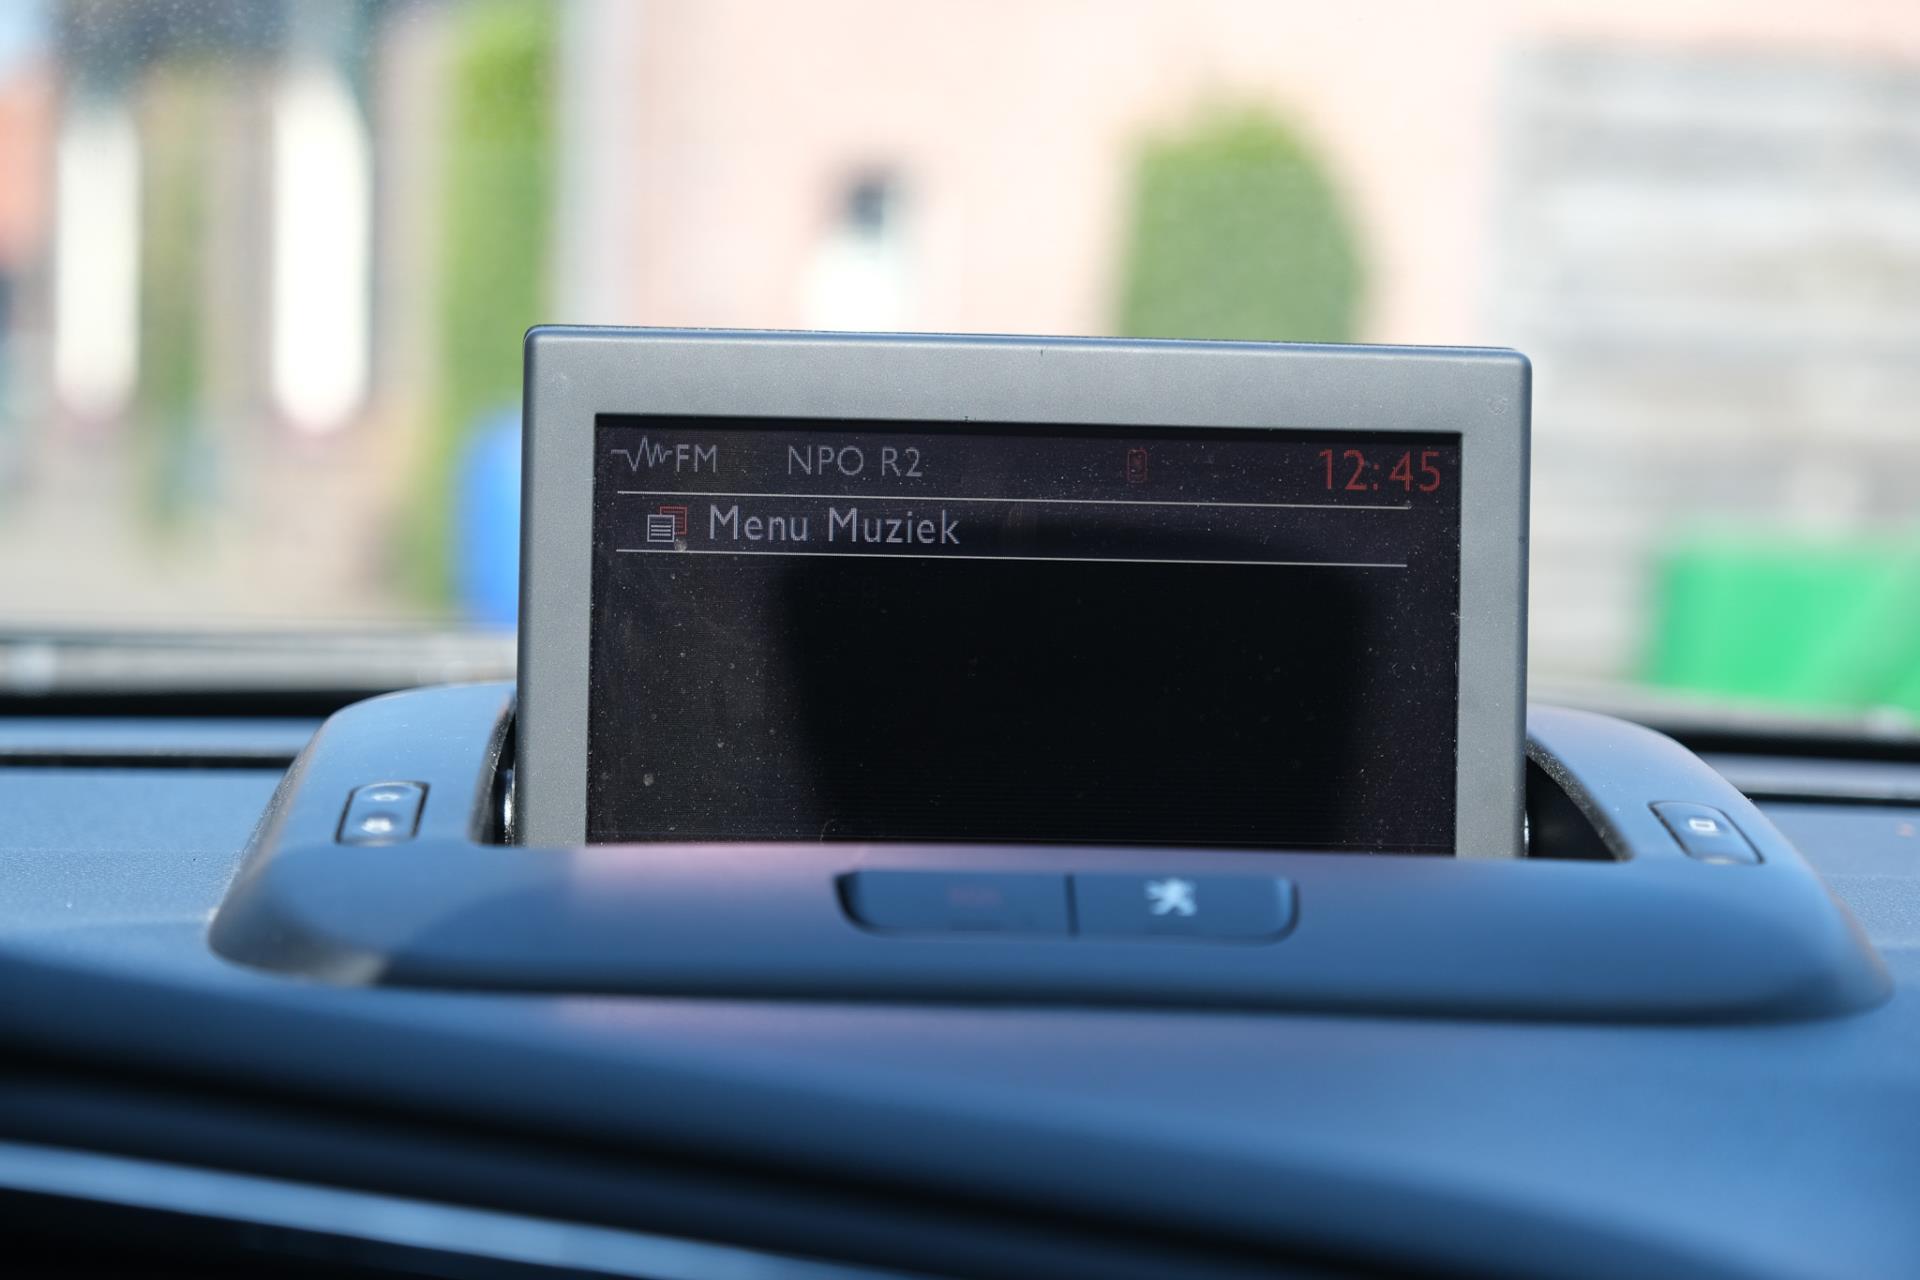 FM NPO R2 12:45
Menu Muziek